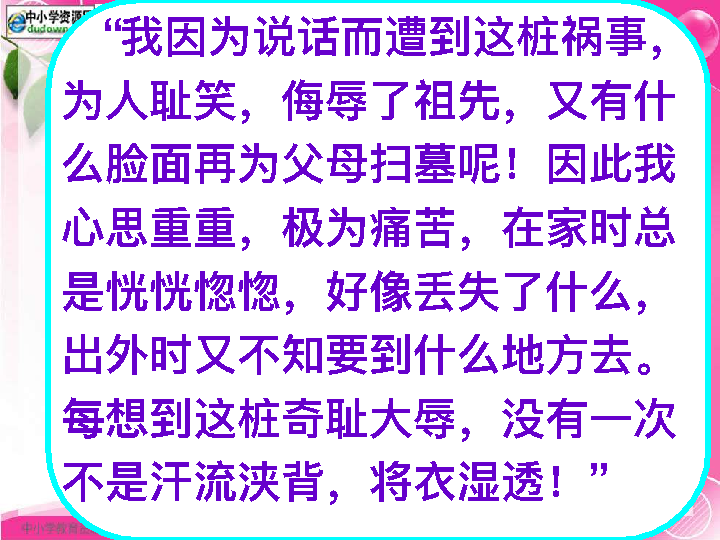 中小学资源网
dudown
“我因为说话而遭到这桩祸事，
为人耻笑，侮辱了祖先，又有什
么脸面再为父母扫墓呢！因此我
心思重重，极为痛苦，在家时总
是恍恍惚惚，好像丢失了什么，
出外时又不知要到什么地方去。
每想到这桩奇耻大辱，没有一次
不是汗流浃背，将衣湿透！”
中小学教育资